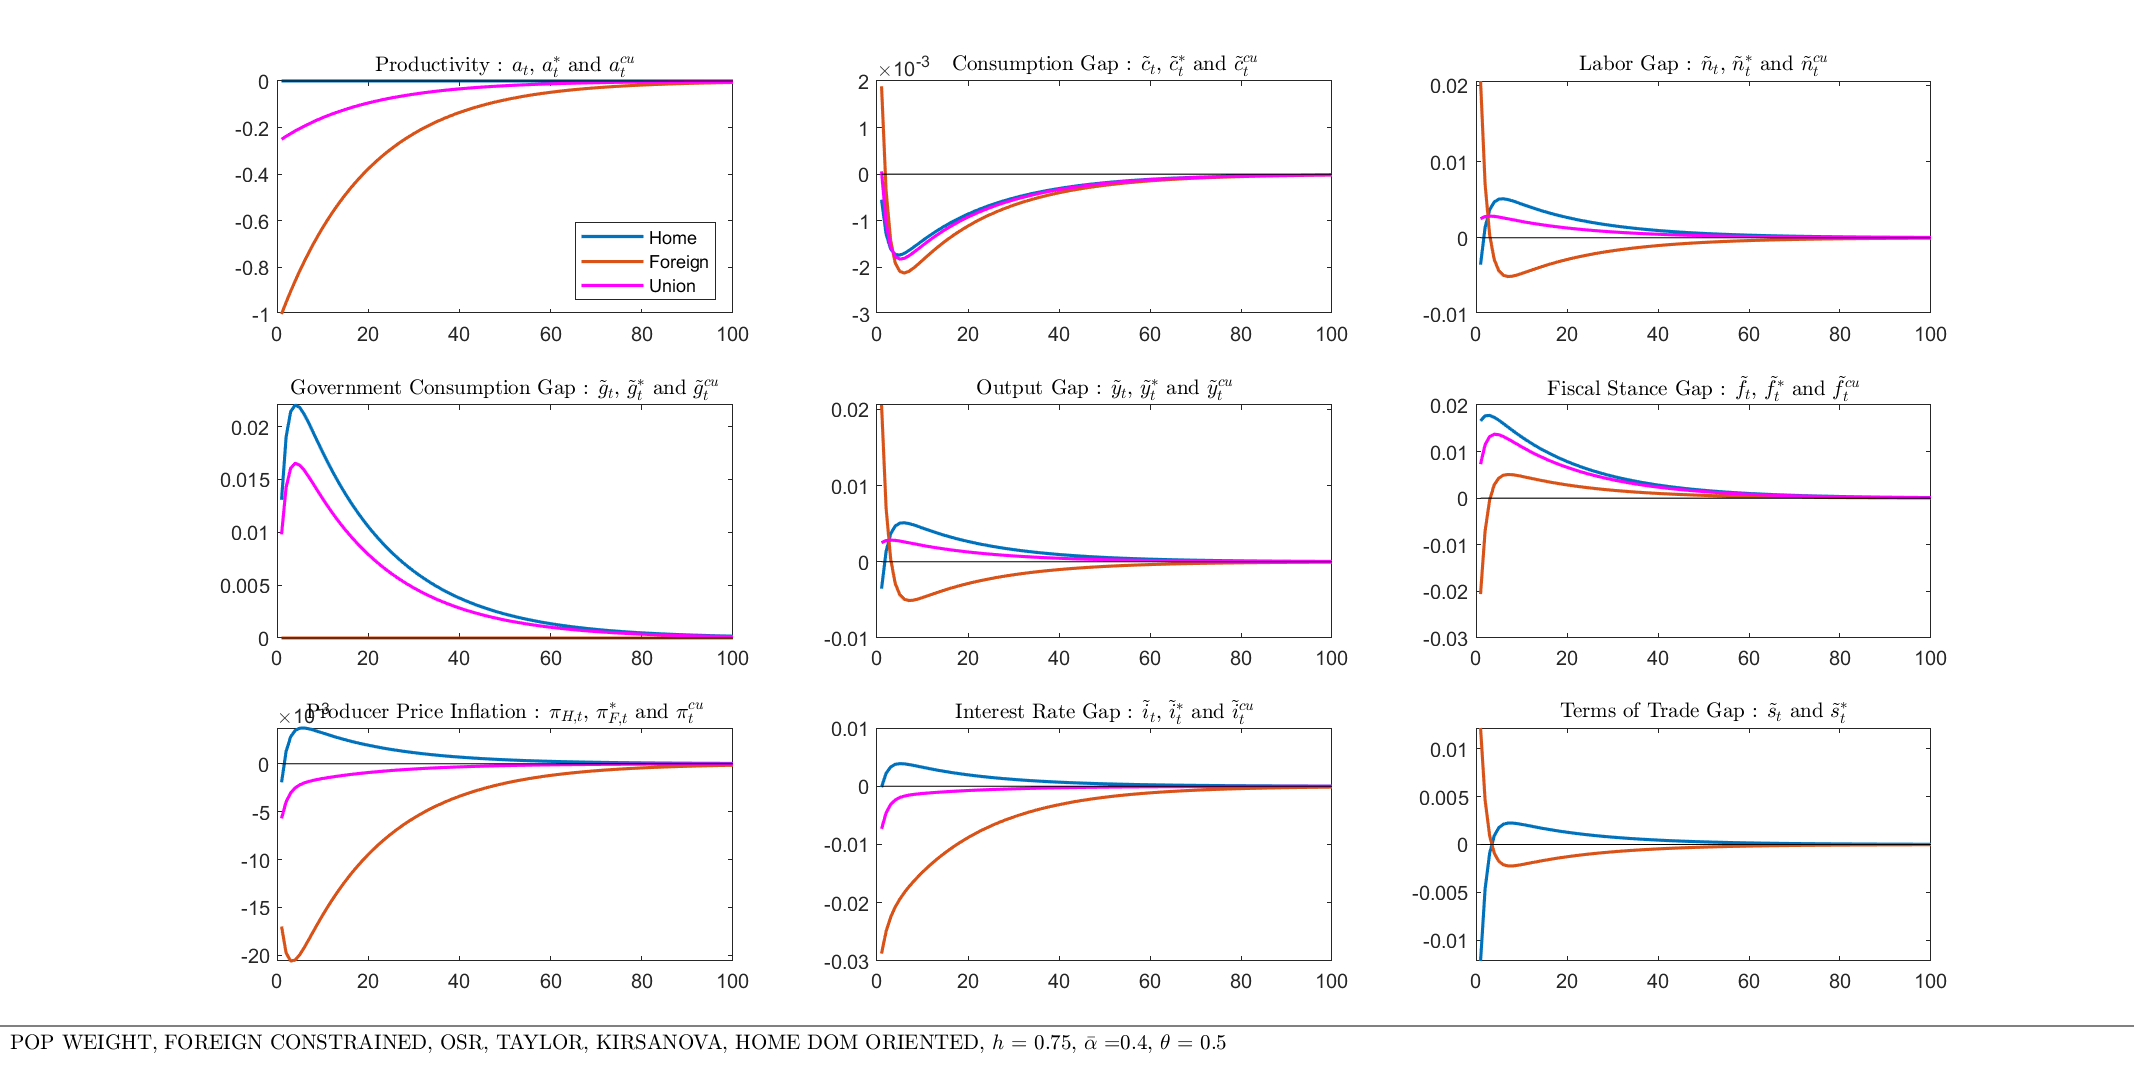 Productivity : $a_t$, $a_t^*$ and $a_t^{cu}$
0
-0.2
-0.4
-0.6
-0.8
-1
0 20 40 60 80 100
Home
Foreign
Union
Consumption Gap : $\tilde{c}_t$, $\tilde{c}_t^*$ and $\tilde{c}_t^{cu}$
×10⁻³
2
1
0
-1
-2
-3
0 20 40 60 80 100
Labor Gap : $\tilde{n}_t$, $\tilde{n}_t^*$ and $\tilde{n}_t^{cu}$
0.02
0.01
0
-0.01
0 20 40 60 80 100
Government Consumption Gap : $\tilde{g}_t$, $\tilde{g}_t^*$ and $\tilde{g}_t^{cu}$
0.02
0.015
0.01
0.005
0
0 20 40 60 80 100
Output Gap : $\tilde{y}_t$, $\tilde{y}_t^*$ and $\tilde{y}_t^{cu}$
0.02
0.01
0
-0.01
0 20 40 60 80 100
Fiscal Stance Gap : $\tilde{f}_t$, $\tilde{f}_t^*$ and $\tilde{f}_t^{cu}$
0.02
0.01
0
-0.01
-0.02
-0.03
0 20 40 60 80 100
Producer Price Inflation : $\pi_{H,t}$, $\pi_{F,t}^*$ and $\pi_t^{cu}$
×10⁻³
0
-5
-10
-15
-20
0 20 40 60 80 100
Interest Rate Gap : $\tilde{i}_t$, $\tilde{i}_t^*$ and $\tilde{i}_t^{cu}$
0.01
0
-0.01
-0.02
-0.03
0 20 40 60 80 100
Terms of Trade Gap : $\tilde{s}_t$ and $\tilde{s}_t^*$
0.01
0.005
0
-0.005
-0.01
0 20 40 60 80 100
POP WEIGHT, FOREIGN CONSTRAINED, OSR, TAYLOR, KIRSANOVA, HOME DOM ORIENTED, $h$ = 0.75, $\bar{\alpha}$ =0.4, $\theta$ = 0.5